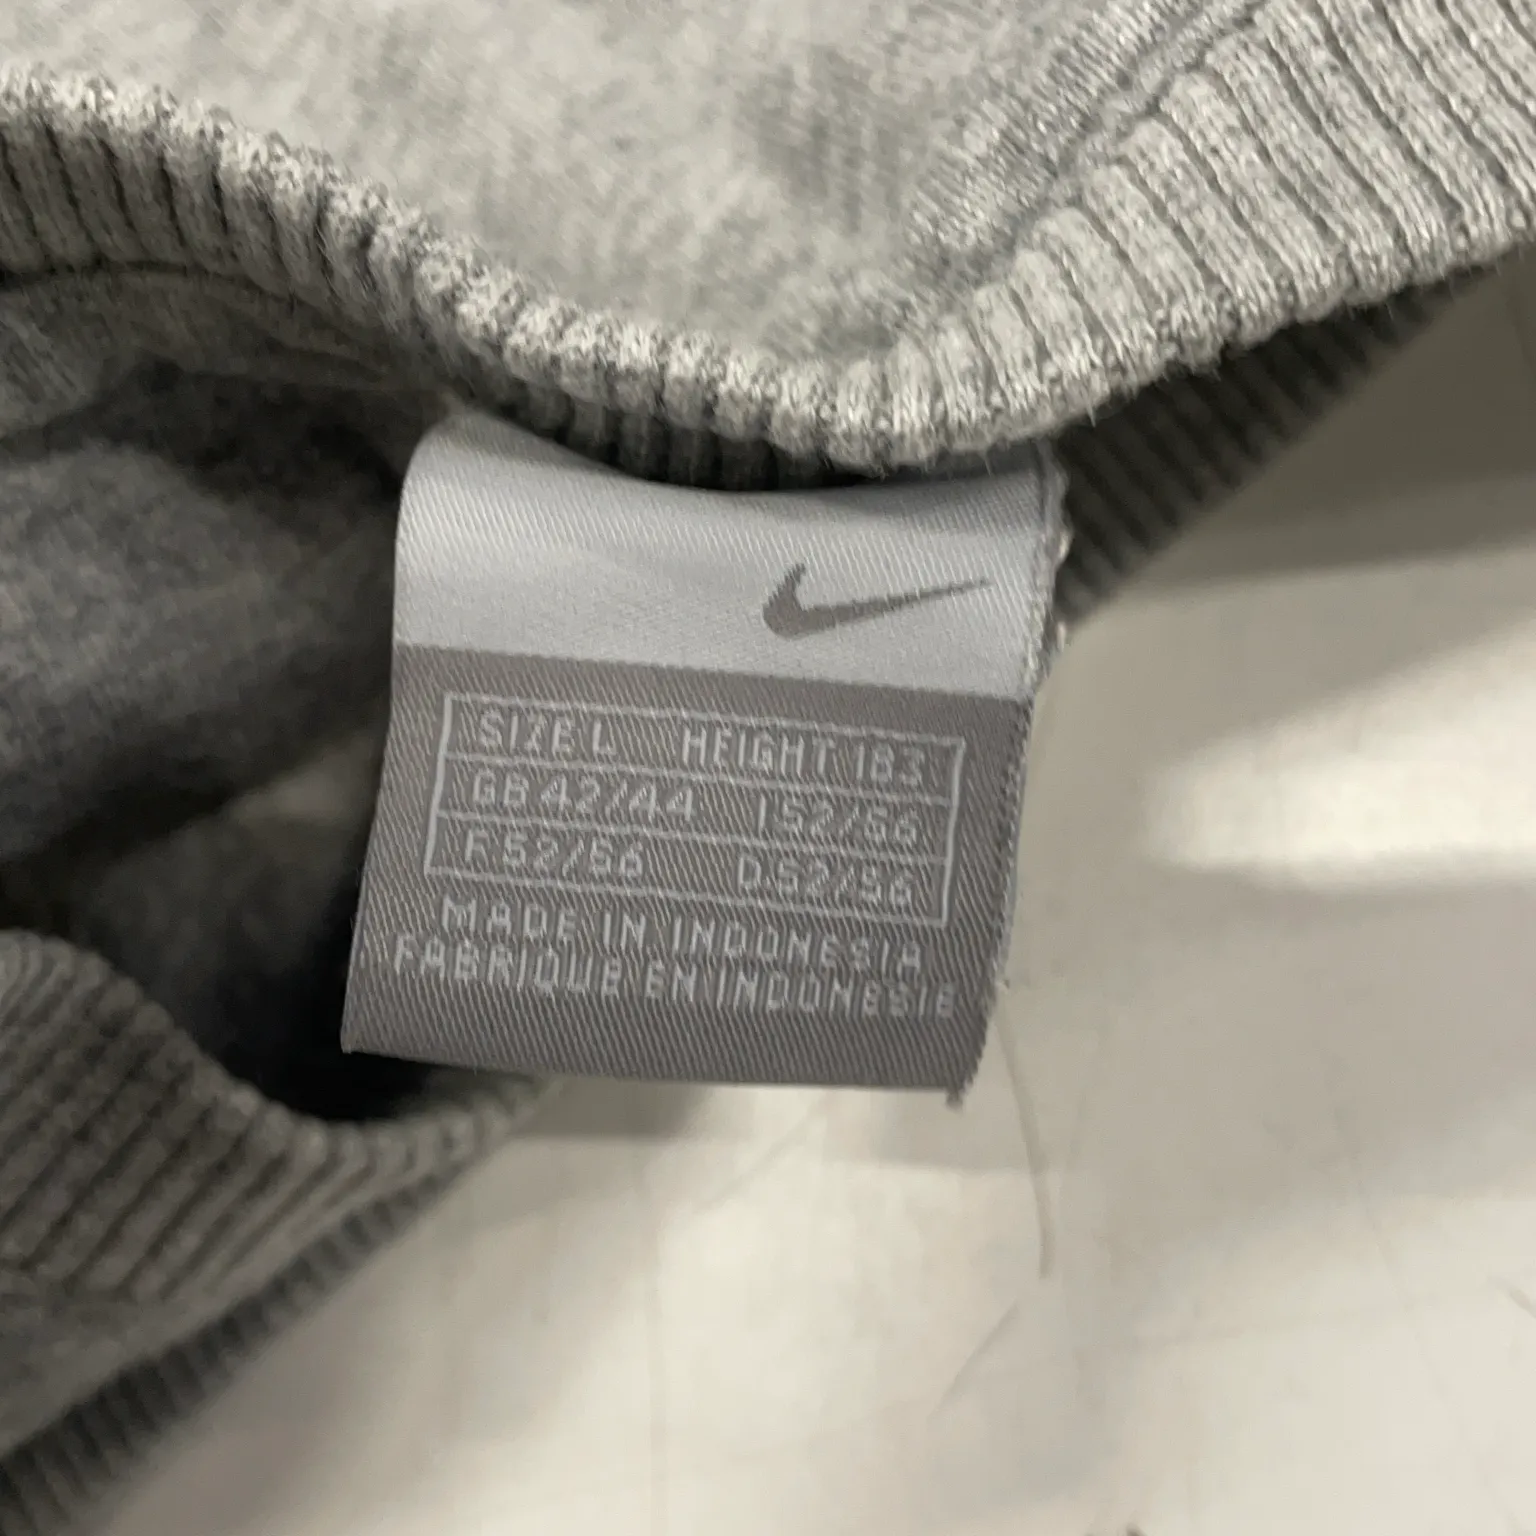 SIZE L HEIGHT 183
GB 42/44 I 52/56
F 52/56 D 52/56
MADE IN INDONESIA
FABRIQUE EN INDONESIE